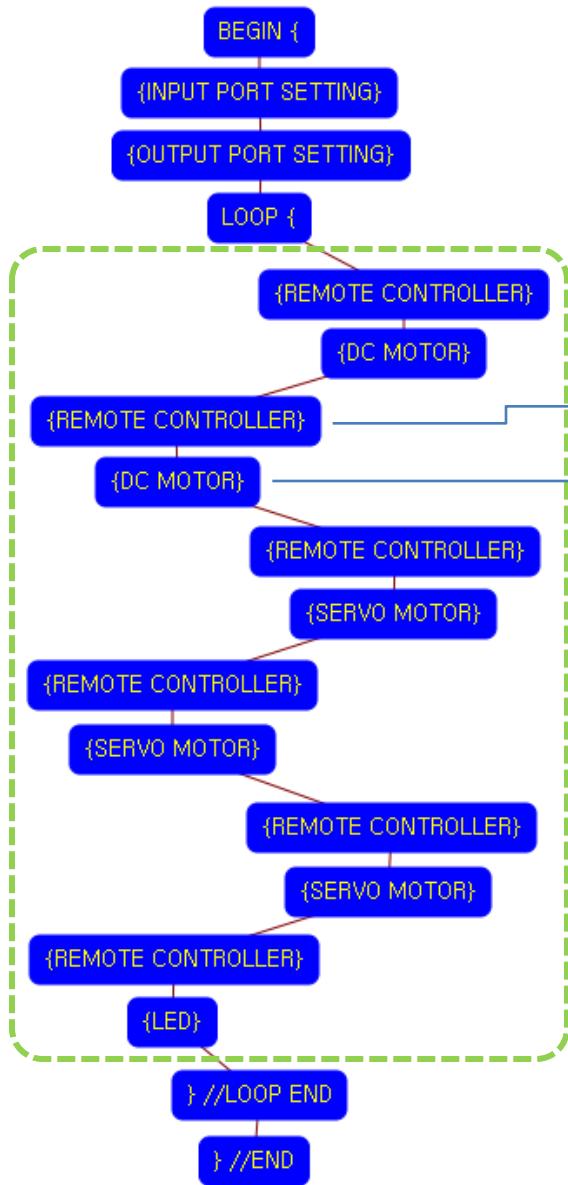 BEGIN {
{INPUT PORT SETTING}
{OUTPUT PORT SETTING}
LOOP {
{REMOTE CONTROLLER}
{DC MOTOR}
{REMOTE CONTROLLER}
{DC MOTOR}
{REMOTE CONTROLLER}
{SERVO MOTOR}
{REMOTE CONTROLLER}
{SERVO MOTOR}
{REMOTE CONTROLLER}
{SERVO MOTOR}
{REMOTE CONTROLLER}
{LED}
} //LOOP END
} //END